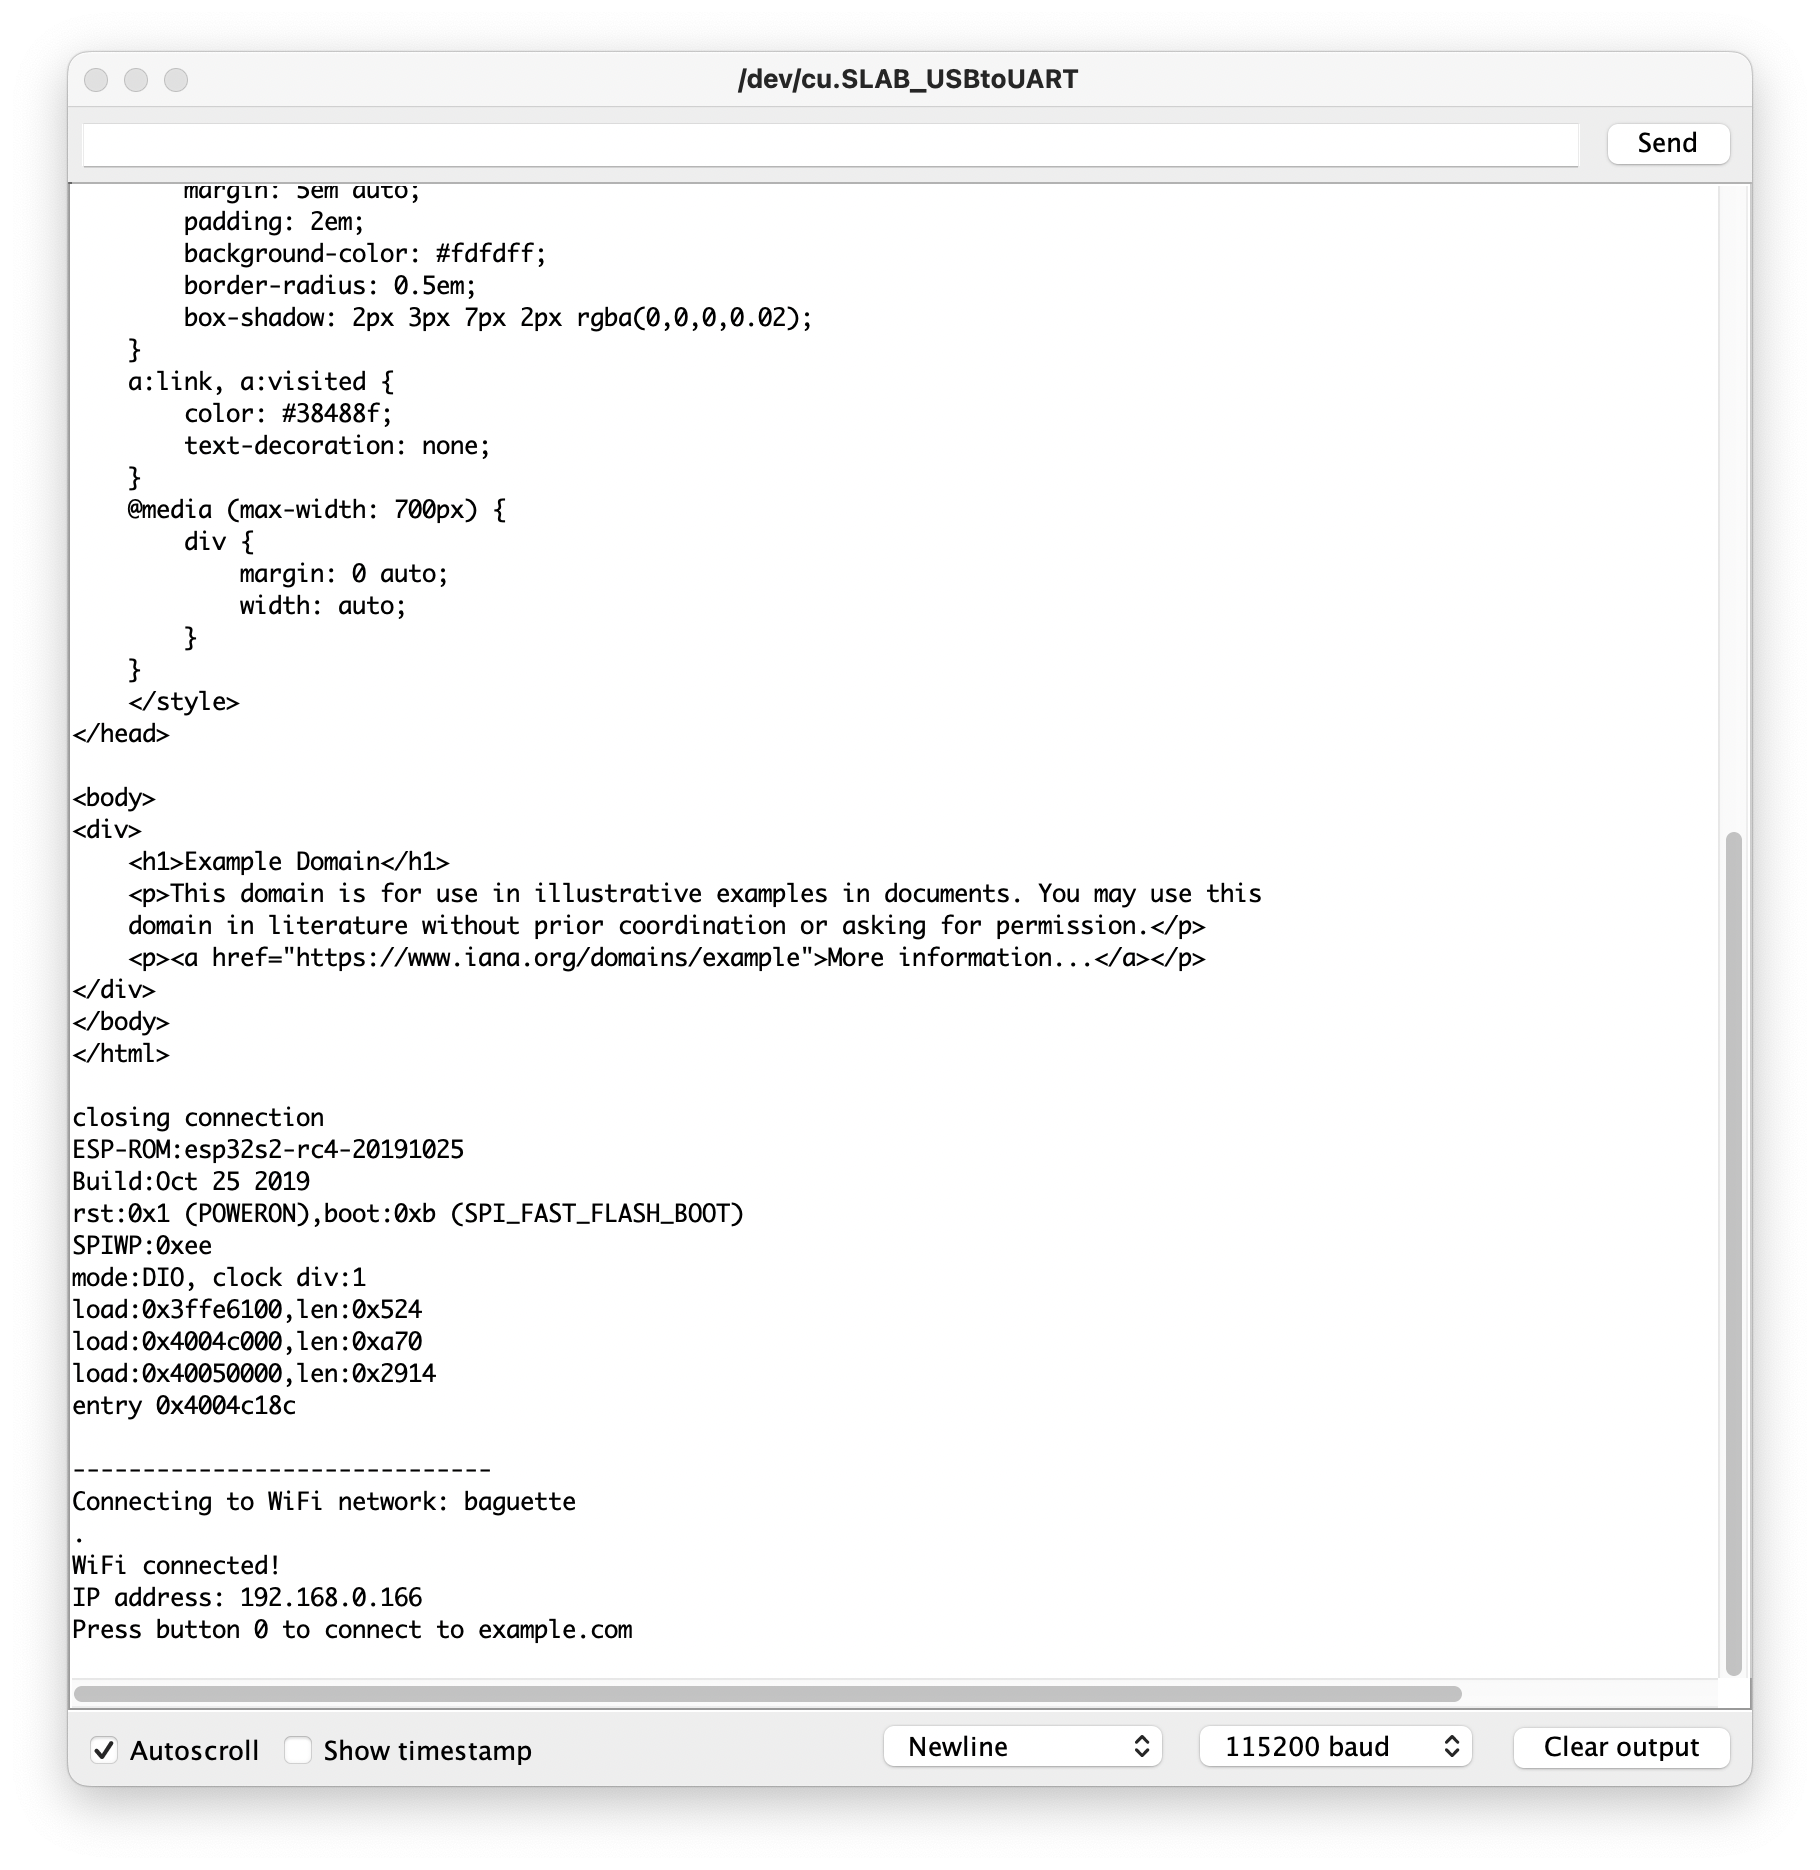 /dev/cu.SLAB_USBtoUART
Send
        margin: 5em auto;
        padding: 2em;
        background-color: #fdfdff;
        border-radius: 0.5em;
        box-shadow: 2px 3px 7px 2px rgba(0,0,0,0.02);
    }
    a:link, a:visited {
        color: #38488f;
        text-decoration: none;
    }
    @media (max-width: 700px) {
        div {
            margin: 0 auto;
            width: auto;
        }
    }
    </style>
</head>

<body>
<div>
    <h1>Example Domain</h1>
    <p>This domain is for use in illustrative examples in documents. You may use this
    domain in literature without prior coordination or asking for permission.</p>
    <p><a href="https://www.iana.org/domains/example">More information...</a></p>
</div>
</body>
</html>

closing connection
ESP-ROM:esp32s2-rc4-20191025
Build:Oct 25 2019
rst:0x1 (POWERON),boot:0xb (SPI_FAST_FLASH_BOOT)
SPIWP:0xee
mode:DIO, clock div:1
load:0x3ffe6100,len:0x524
load:0x4004c000,len:0xa70
load:0x40050000,len:0x2914
entry 0x4004c18c

------------------------------
Connecting to WiFi network: baguette
.
WiFi connected!
IP address: 192.168.0.166
Press button 0 to connect to example.com
Autoscroll
Show timestamp
Newline
115200 baud
Clear output